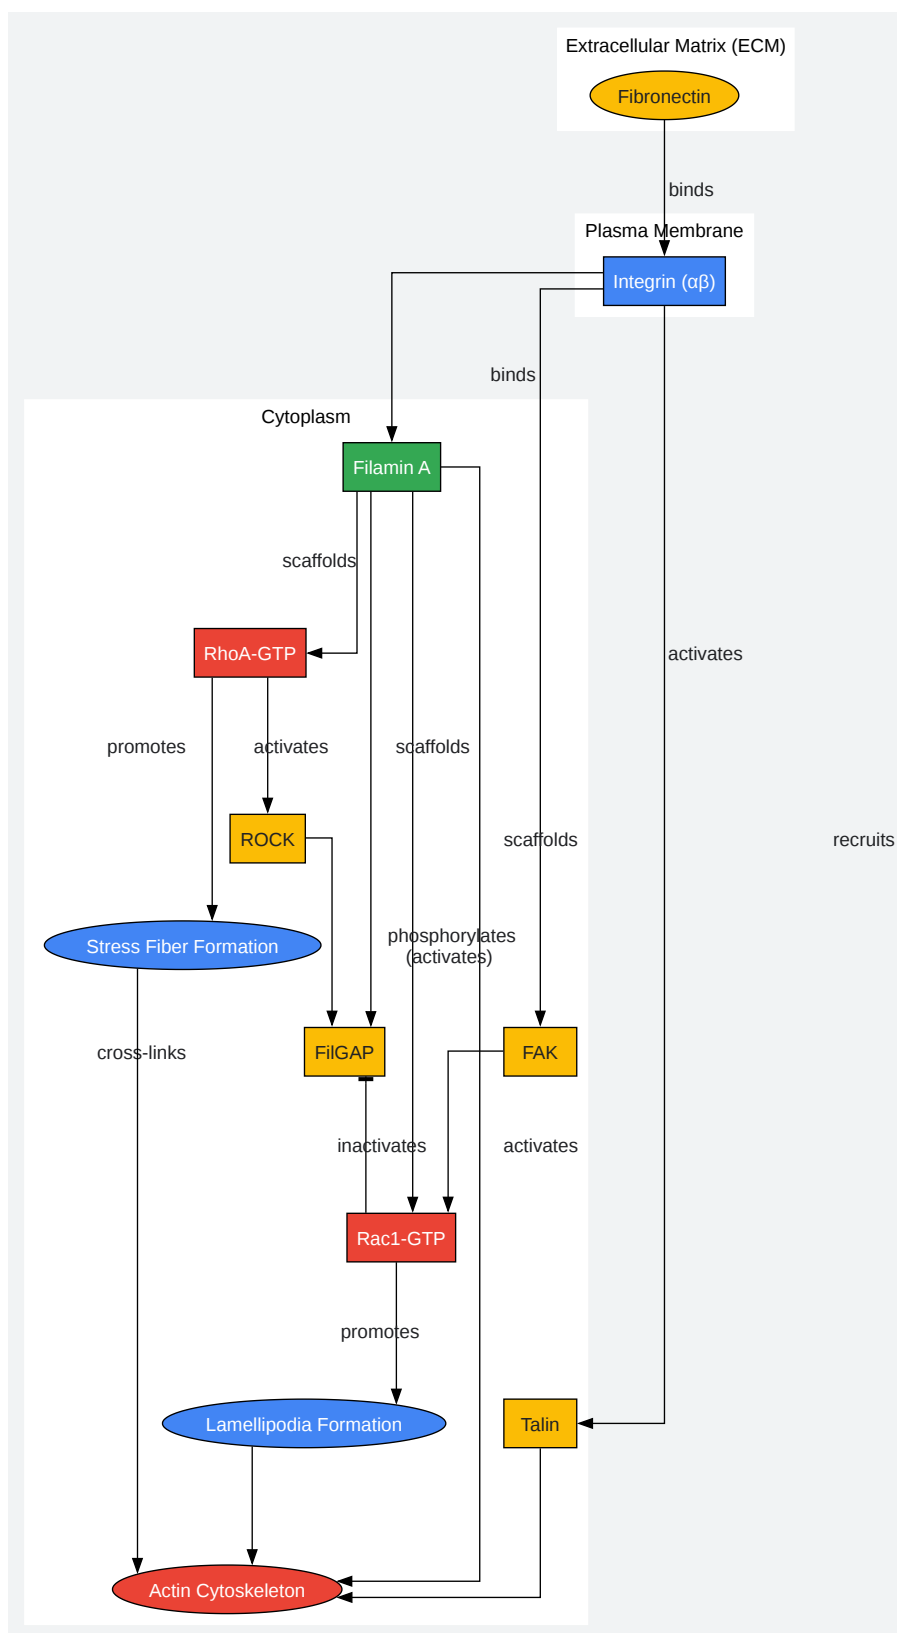 Extracellular Matrix (ECM)
Fibronectin
binds
Plasma Membrane
Integrin (αβ)
binds
Cytoplasm
Filamin A
scaffolds
RhoA-GTP
activates
promotes
activates
scaffolds
ROCK
scaffolds
recruits
Stress Fiber Formation
phosphorylates
(activates)
cross-links
FilGAP
FAK
inactivates
activates
Rac1-GTP
promotes
Lamellipodia Formation
Talin
Actin Cytoskeleton